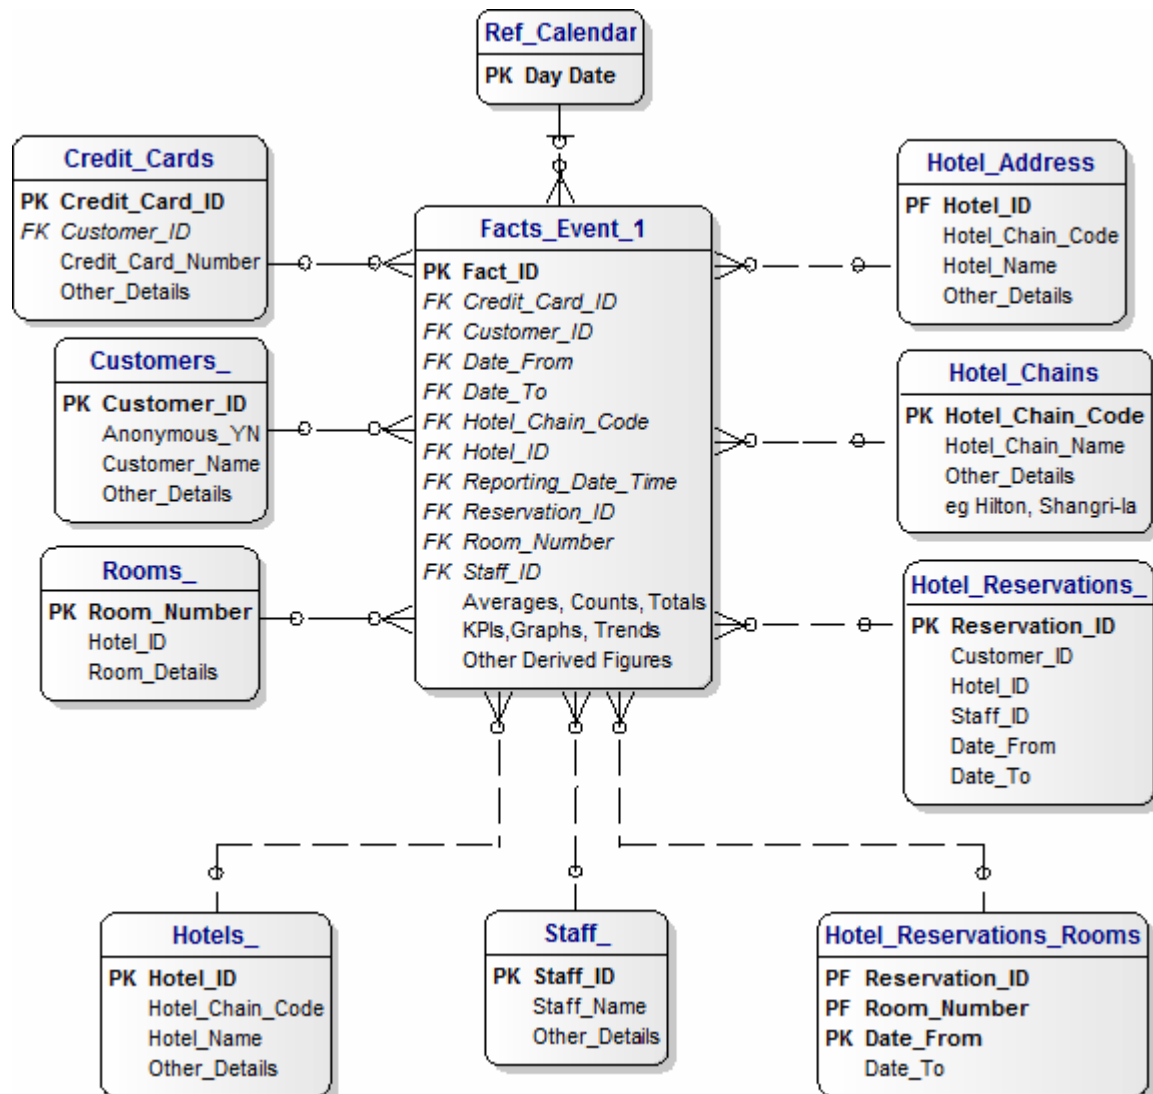 Ref_Calendar
PK Day Date
Credit_Cards
PK Credit_Card_ID
FK Customer_ID
Credit_Card_Number
Other_Details
Customers_
PK Customer_ID
Anonymous_YN
Customer_Name
Other_Details
Rooms_
PK Room_Number
Hotel_ID
Room_Details
Facts_Event_1
PK Fact_ID
FK Credit_Card_ID
FK Customer_ID
FK Date_From
FK Date_To
FK Hotel_Chain_Code
FK Hotel_ID
FK Reporting_Date_Time
FK Reservation_ID
FK Room_Number
FK Staff_ID
Averages, Counts, Totals
KPIs,Graphs, Trends
Other Derived Figures
Hotel_Address
PF Hotel_ID
Hotel_Chain_Code
Hotel_Name
Other_Details
Hotel_Chains
PK Hotel_Chain_Code
Hotel_Chain_Name
Other_Details
eg Hilton, Shangri-la
Hotel_Reservations_
PK Reservation_ID
Customer_ID
Hotel_ID
Staff_ID
Date_From
Date_To
Hotels_
PK Hotel_ID
Hotel_Chain_Code
Hotel_Name
Other_Details
Staff_
PK Staff_ID
Staff_Name
Other_Details
Hotel_Reservations_Rooms
PF Reservation_ID
PF Room_Number
PK Date_From
Date_To